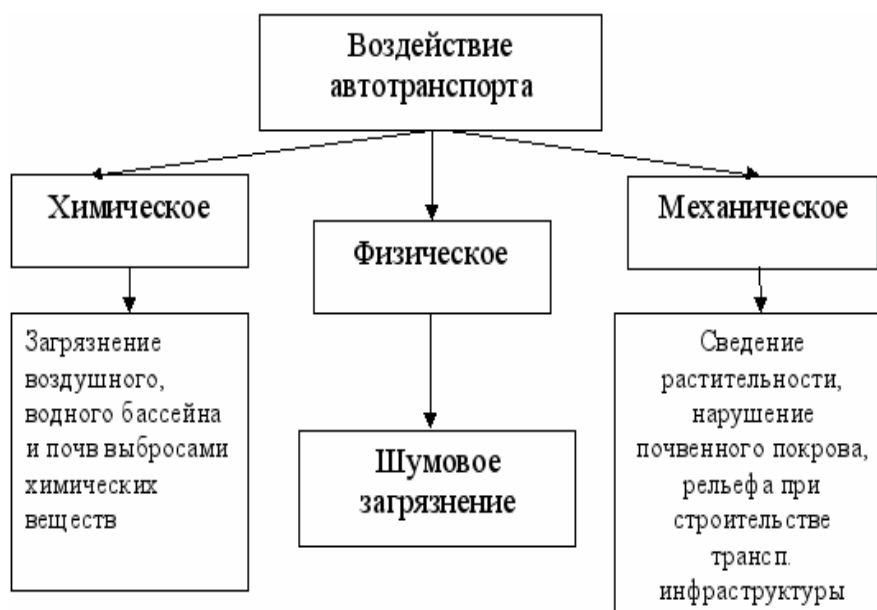 Воздействие
автотранспорта
Химическое
Физическое
Механическое
Загрязнение
воздушного,
водного бассейна
и почв выбросами
химических
веществ
Шумовое
загрязнение
Сведение
растительности,
нарушение
почвенного покрова,
рельефа при
строительстве
трансп.
инфраструктуры